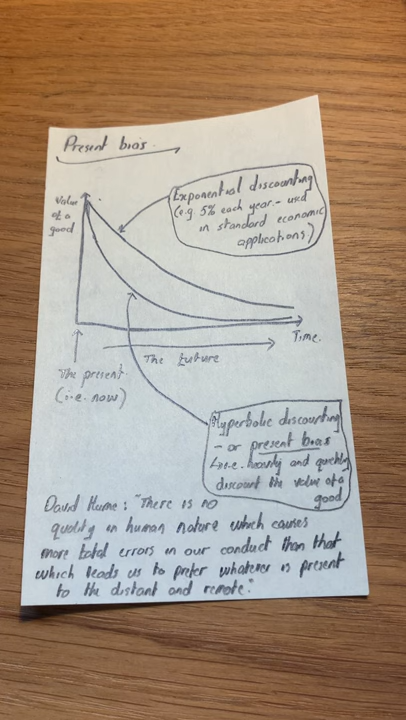 Present bias.
Value
of a
good
Exponential discounting
(e.g. 5% each year - used
in standard economic
applications)
Time.
The future
The present
(i.e. now)
Hyperbolic discounting
- or present bias
i.e. heavily and quickly
discount the value of a
good
David Hume: "There is no
quality in human nature which causes
more fatal errors in our conduct than that
which leads us to prefer whatever is present
to the distant and remote."